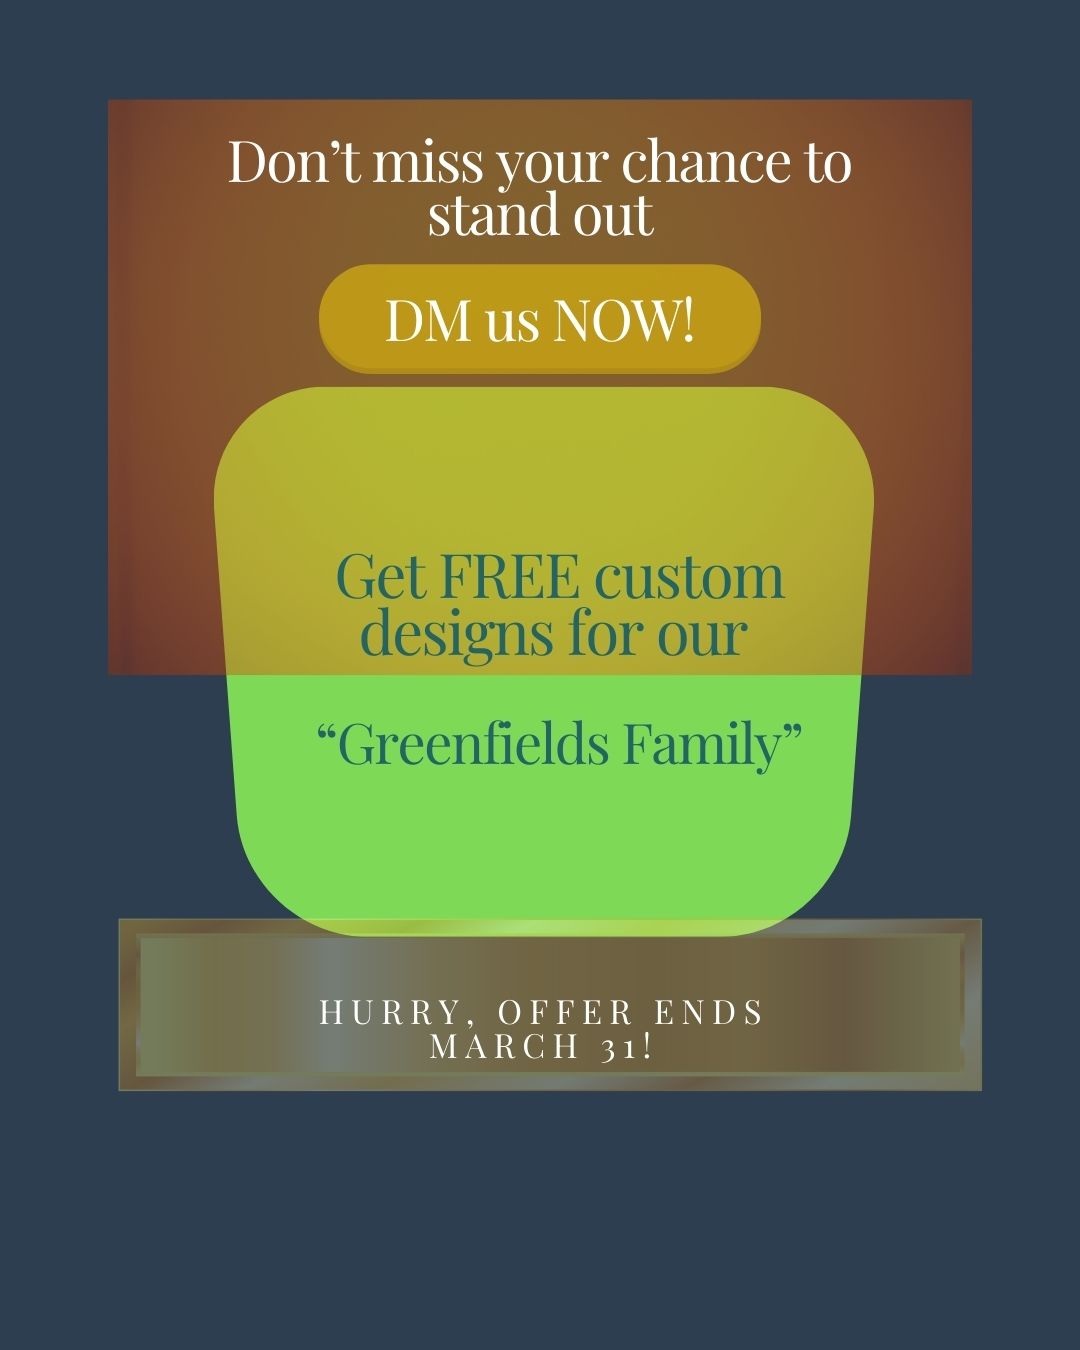 Don’t miss your chance to
stand out
DM us NOW!
Get FREE custom
designs for our
“Greenfields Family”
HURRY, OFFER ENDS
MARCH 31!